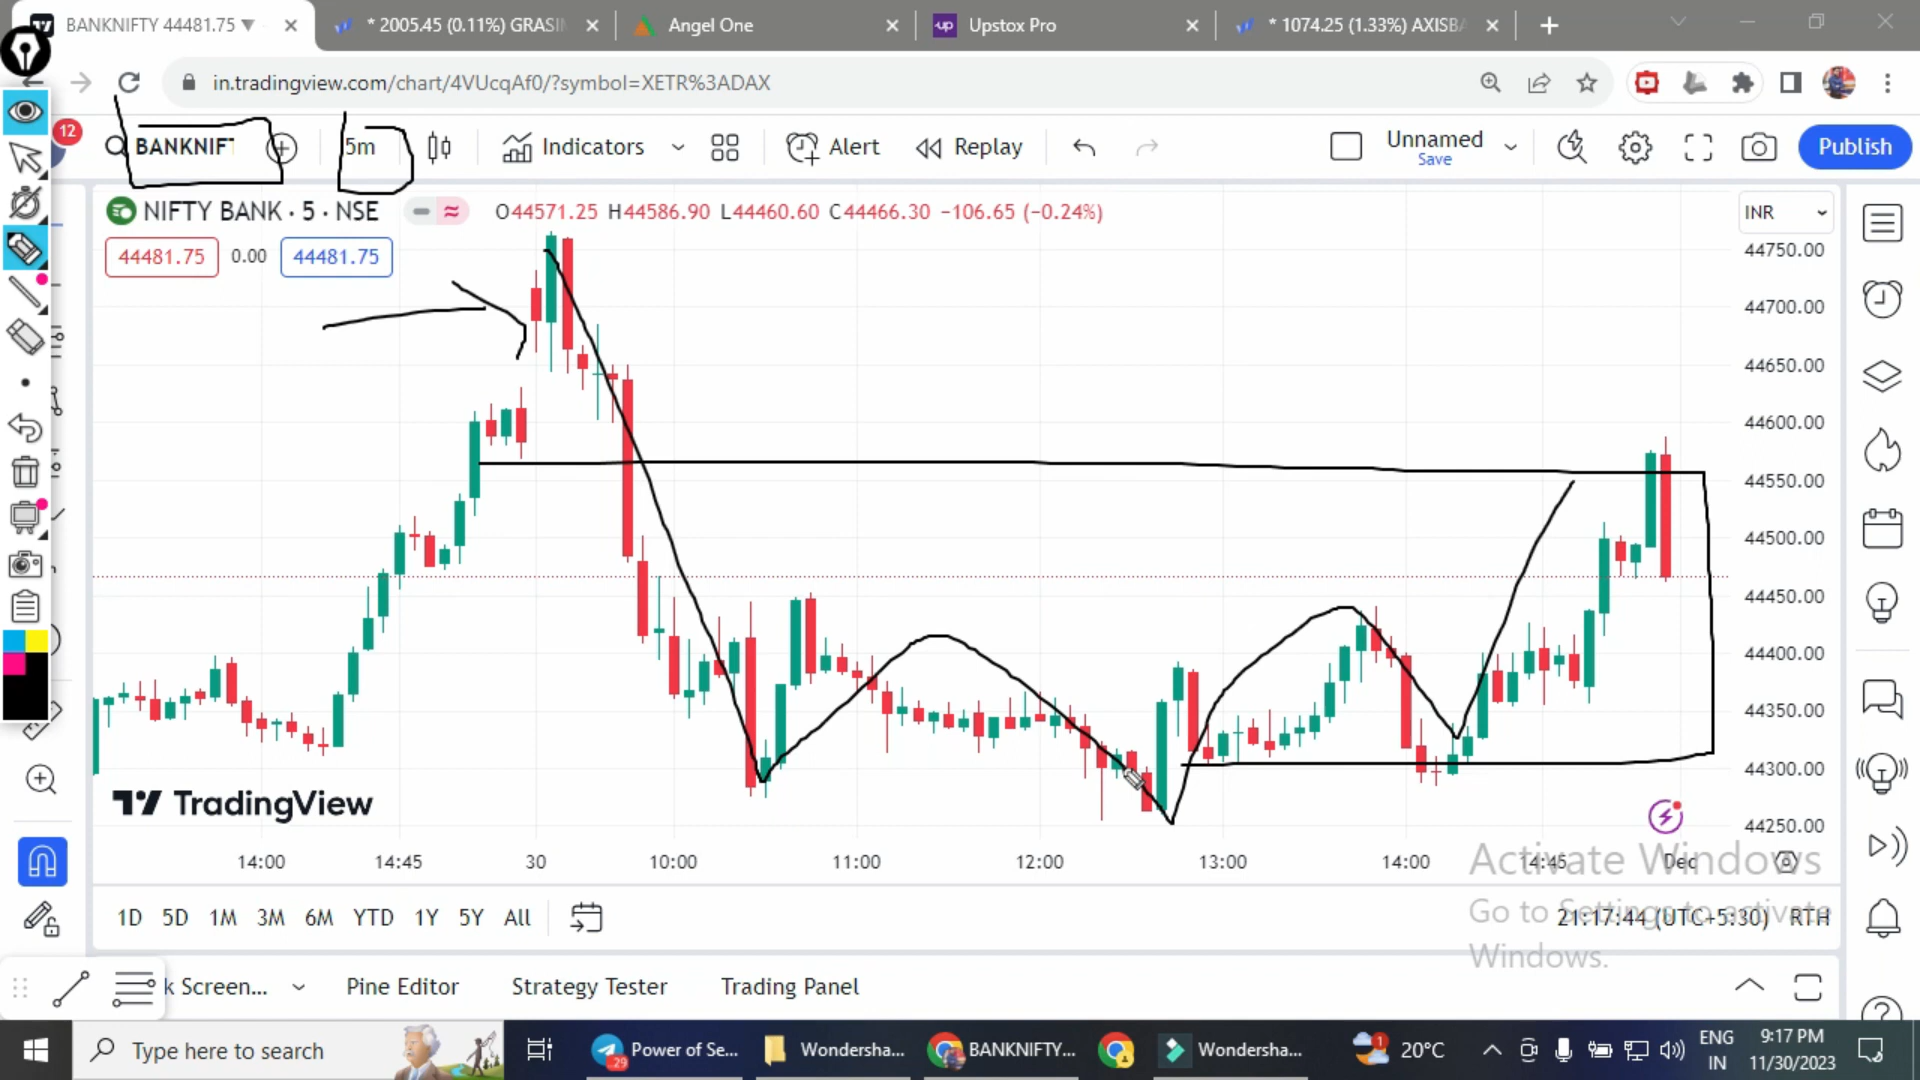 BANKNIFTY 44481.75 ▼
* 2005.45 (0.11%) GRASIM
Angel One
Upstox Pro
* 1074.25 (1.33%) AXISBA
in.tradingview.com/chart/4VUcqAf0/?symbol=XETR%3ADAX
12
BANKNIFT
5m
Indicators
Alert
Replay
Unnamed
Save
Publish
NIFTY BANK · 5 · NSE
O44571.25 H44586.90 L44460.60 C44466.30 −106.65 (−0.24%)
INR
44481.75
0.00
44481.75
44750.00
44700.00
44650.00
44600.00
44550.00
44500.00
44450.00
44400.00
44350.00
44300.00
44250.00
TradingView
14:00
14:45
30
10:00
11:00
12:00
13:00
14:00
14:45
Dec
Activate Windows
Go to Settings to activate
Windows.
1D 5D 1M 3M 6M YTD 1Y 5Y All
21:17:44 (UTC+5:30) RTH
k Screen...
Pine Editor
Strategy Tester
Trading Panel
Type here to search
29
Power of Se...
Wondersha...
BANKNIFTY...
Wondersha...
1
20°C
ENG
IN
9:17 PM
11/30/2023